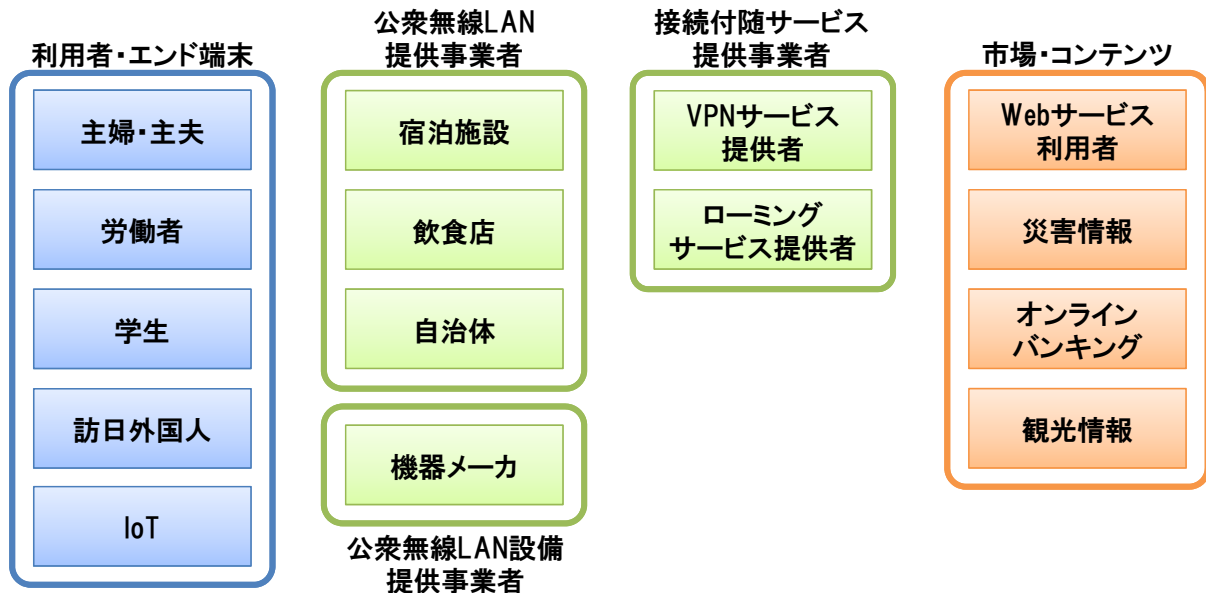 利用者・エンド端末
主婦・主夫
労働者
学生
訪日外国人
IoT
公衆無線LAN
提供事業者
宿泊施設
飲食店
自治体
機器メーカ
公衆無線LAN設備
提供事業者
接続付随サービス
提供事業者
VPNサービス
提供者
ローミング
サービス提供者
市場・コンテンツ
Webサービス
利用者
災害情報
オンライン
バンキング
観光情報